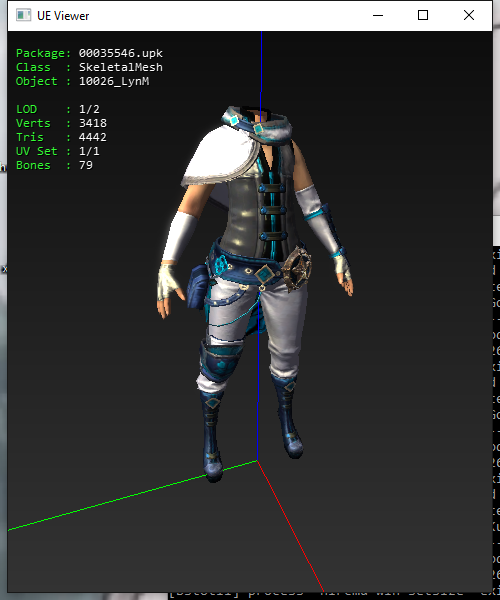 UE Viewer
Package: 00035546.upk
Class : SkeletalMesh
Object : 10026_LynM
LOD : 1/2
Verts : 3418
Tris : 4442
UV Set : 1/1
Bones : 79